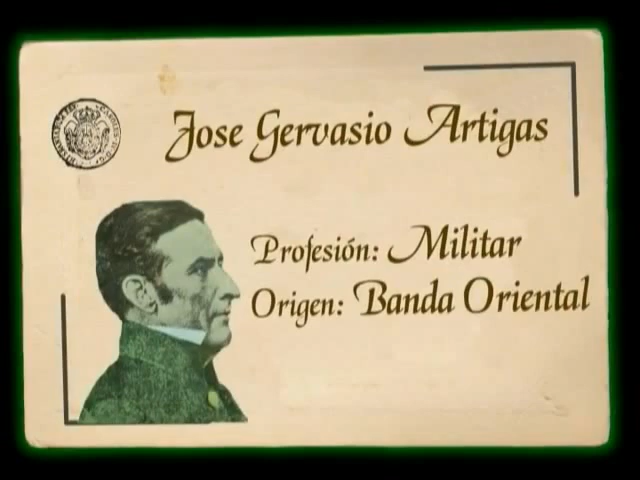 Jose Gervasio Artigas
Profesión: Militar
Origen: Banda Oriental